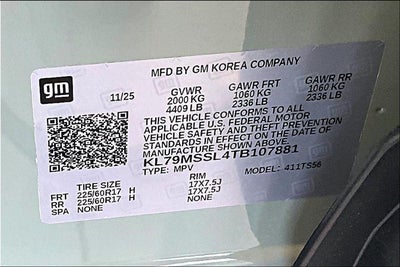 gm
MFD BY GM KOREA COMPANY
11/25 GVWR GAWR FRT GAWR RR
2000 KG 1060 KG 1060 KG
4409 LB 2336 LB 2336 LB
THIS VEHICLE CONFORMS TO ALL
APPLICABLE U.S. FEDERAL MOTOR
VEHICLE SAFETY AND THEFT PREVENTION
STANDARDS IN EFFECT ON THE DATE OF
MANUFACTURE SHOWN ABOVE.
KL79MSSL4TB107881
TYPE: MPV MODEL: 411TS56
TIRE SIZE RIM
FRT 225/60R17 H 17X7.5J
RR 225/60R17 H 17X7.5J
SPA NONE NONE